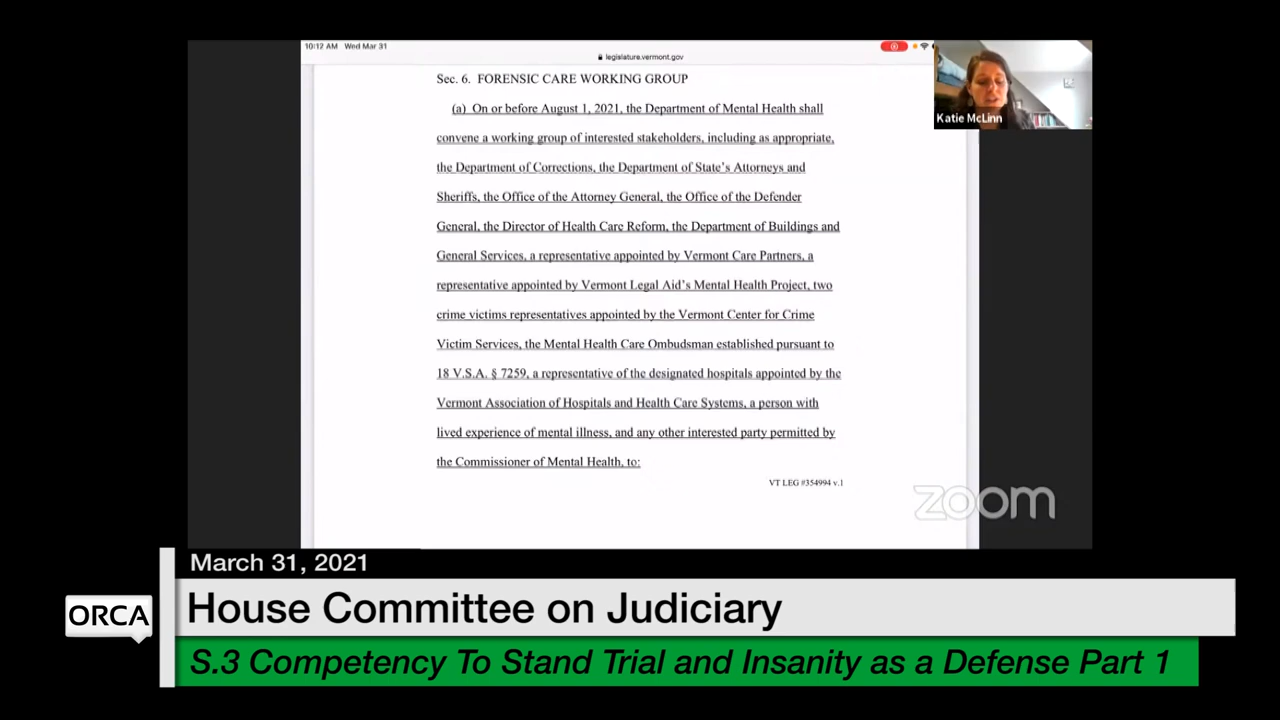 10:12 AM Wed Mar 31
legislature.vermont.gov
Sec. 6. FORENSIC CARE WORKING GROUP
(a) On or before August 1, 2021, the Department of Mental Health shall
convene a working group of interested stakeholders, including as appropriate,
the Department of Corrections, the Department of State's Attorneys and
Sheriffs, the Office of the Attorney General, the Office of the Defender
General, the Director of Health Care Reform, the Department of Buildings and
General Services, a representative appointed by Vermont Care Partners, a
representative appointed by Vermont Legal Aid's Mental Health Project, two
crime victims representatives appointed by the Vermont Center for Crime
Victim Services, the Mental Health Care Ombudsman established pursuant to
18 V.S.A. § 7259, a representative of the designated hospitals appointed by the
Vermont Association of Hospitals and Health Care Systems, a person with
lived experience of mental illness, and any other interested party permitted by
the Commissioner of Mental Health, to:
VT LEG #354994 v.1
Katie McLinn
zoom
March 31, 2021
ORCA
House Committee on Judiciary
S.3 Competency To Stand Trial and Insanity as a Defense Part 1